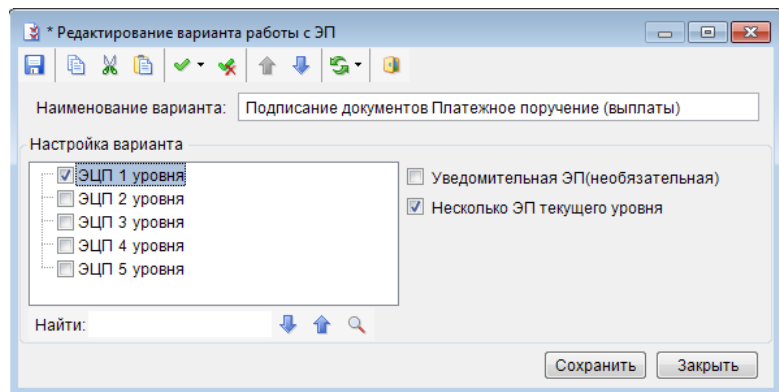 * Редактирование варианта работы с ЭП
Наименование варианта: Подписание документов Платежное поручение (выплаты)
Настройка варианта
ЭЦП 1 уровня
ЭЦП 2 уровня
ЭЦП 3 уровня
ЭЦП 4 уровня
ЭЦП 5 уровня
Уведомительная ЭП(необязательная)
Несколько ЭП текущего уровня
Найти:
Сохранить Закрыть